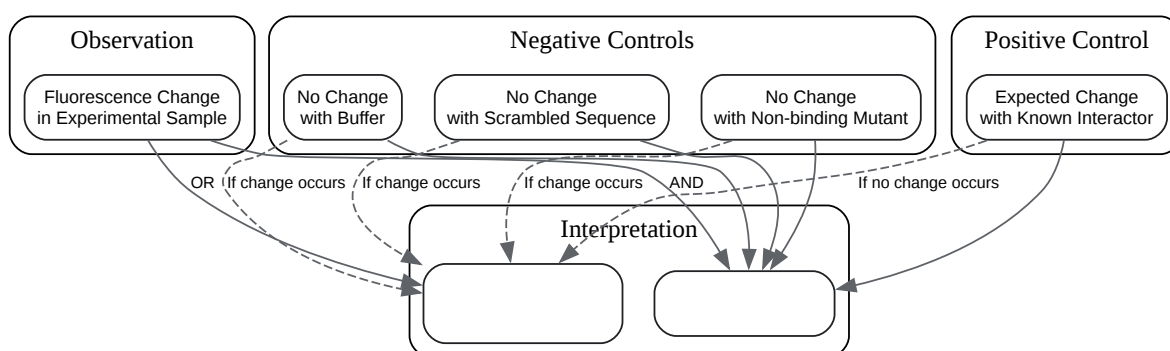 Observation
Negative Controls
Positive Control
Fluorescence Change
in Experimental Sample
No Change
with Buffer
No Change
with Scrambled Sequence
No Change
with Non-binding Mutant
Expected Change
with Known Interactor
OR
If change occurs
If change occurs
If change occurs
AND
If no change occurs
Interpretation